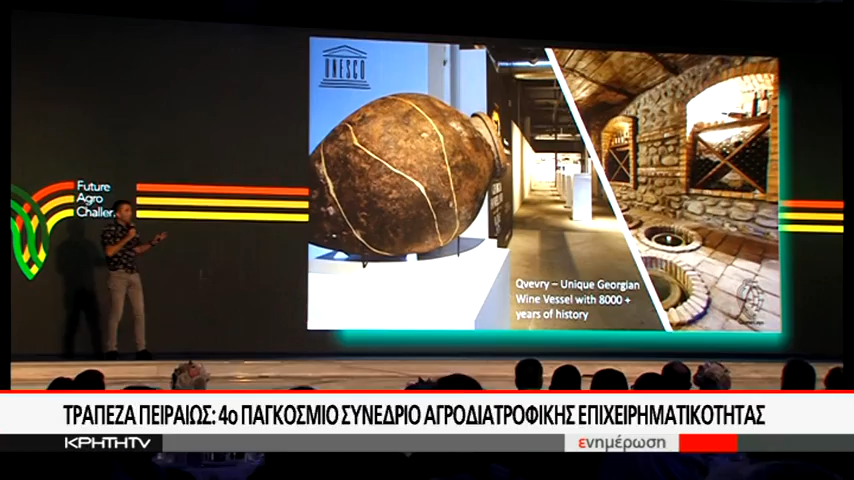 UNESCO
Future
Agro
Qvevry – Unique Georgian
Wine Vessel with 8000 +
years of history
ΤΡΑΠΕΖΑ ΠΕΙΡΑΙΩΣ: 4ο ΠΑΓΚΟΣΜΙΟ ΣΥΝΕΔΡΙΟ ΑΓΡΟΔΙΑΤΡΟΦΙΚΗΣ ΕΠΙΧΕΙΡΗΜΑΤΙΚΟΤΗΤΑΣ
ΚΡΗΤΗTV
ενημέρωση